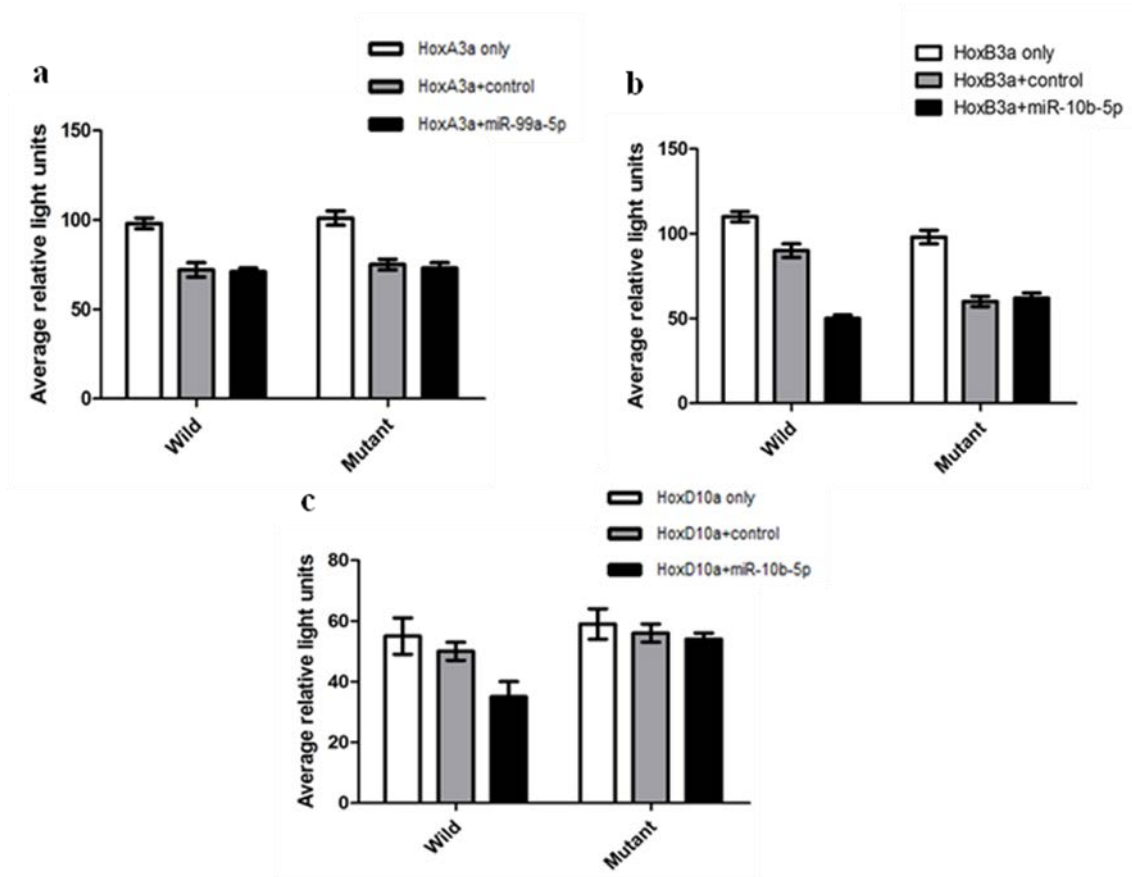 a
HoxA3a only
HoxA3a+control
HoxA3a+miR-99a-5p
Average relative light units
150
100
50
0
Wild
Mutant
b
HoxB3a only
HoxB3a+control
HoxB3a+miR-10b-5p
Average relative light units
150
100
50
0
Wild
Mutant
c
HoxD10a only
HoxD10a+control
HoxD10a+miR-10b-5p
Average relative light units
80
60
40
20
0
Wild
Mutant